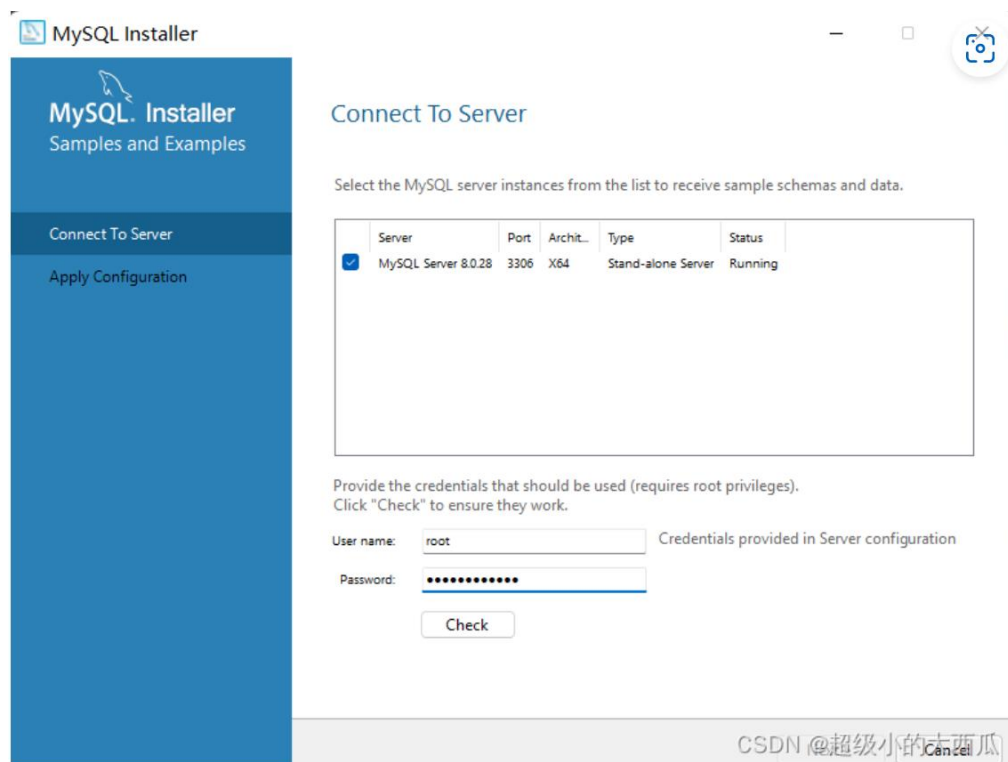 MySQL Installer
MySQL. Installer
Samples and Examples
Connect To Server
Apply Configuration
Connect To Server
Select the MySQL server instances from the list to receive sample schemas and data.
Server Port Archit... Type Status
MySQL Server 8.0.28 3306 X64 Stand-alone Server Running
Provide the credentials that should be used (requires root privileges).
Click "Check" to ensure they work.
User name: root Credentials provided in Server configuration
Password: ••••••••••••
Check
Cancel
CSDN @超级小的大西瓜